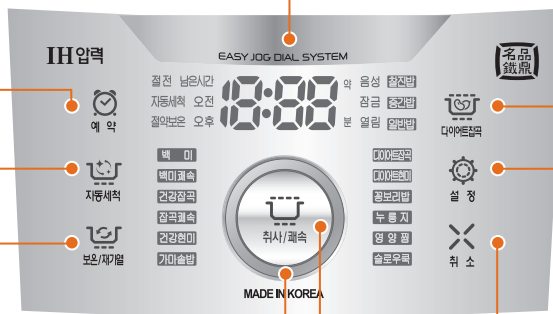 IH압력
EASY JOG DIAL SYSTEM
名品
鐵鼎
절전 남은시간
자동세척 오전
절약보온 오후
18:88
약
분
음성 찰진밥
잠금 중간밥
열림 일반밥
예약
자동세척
보온/재가열
백미
백미쾌속
건강잡곡
잡곡쾌속
건강현미
가마솥밥
취사/쾌속
다이어트잡곡
다이어트현미
꽁보리밥
누룽지
영양찜
슬로우쿡
다이어트잡곡
설정
취소
MADE IN KOREA